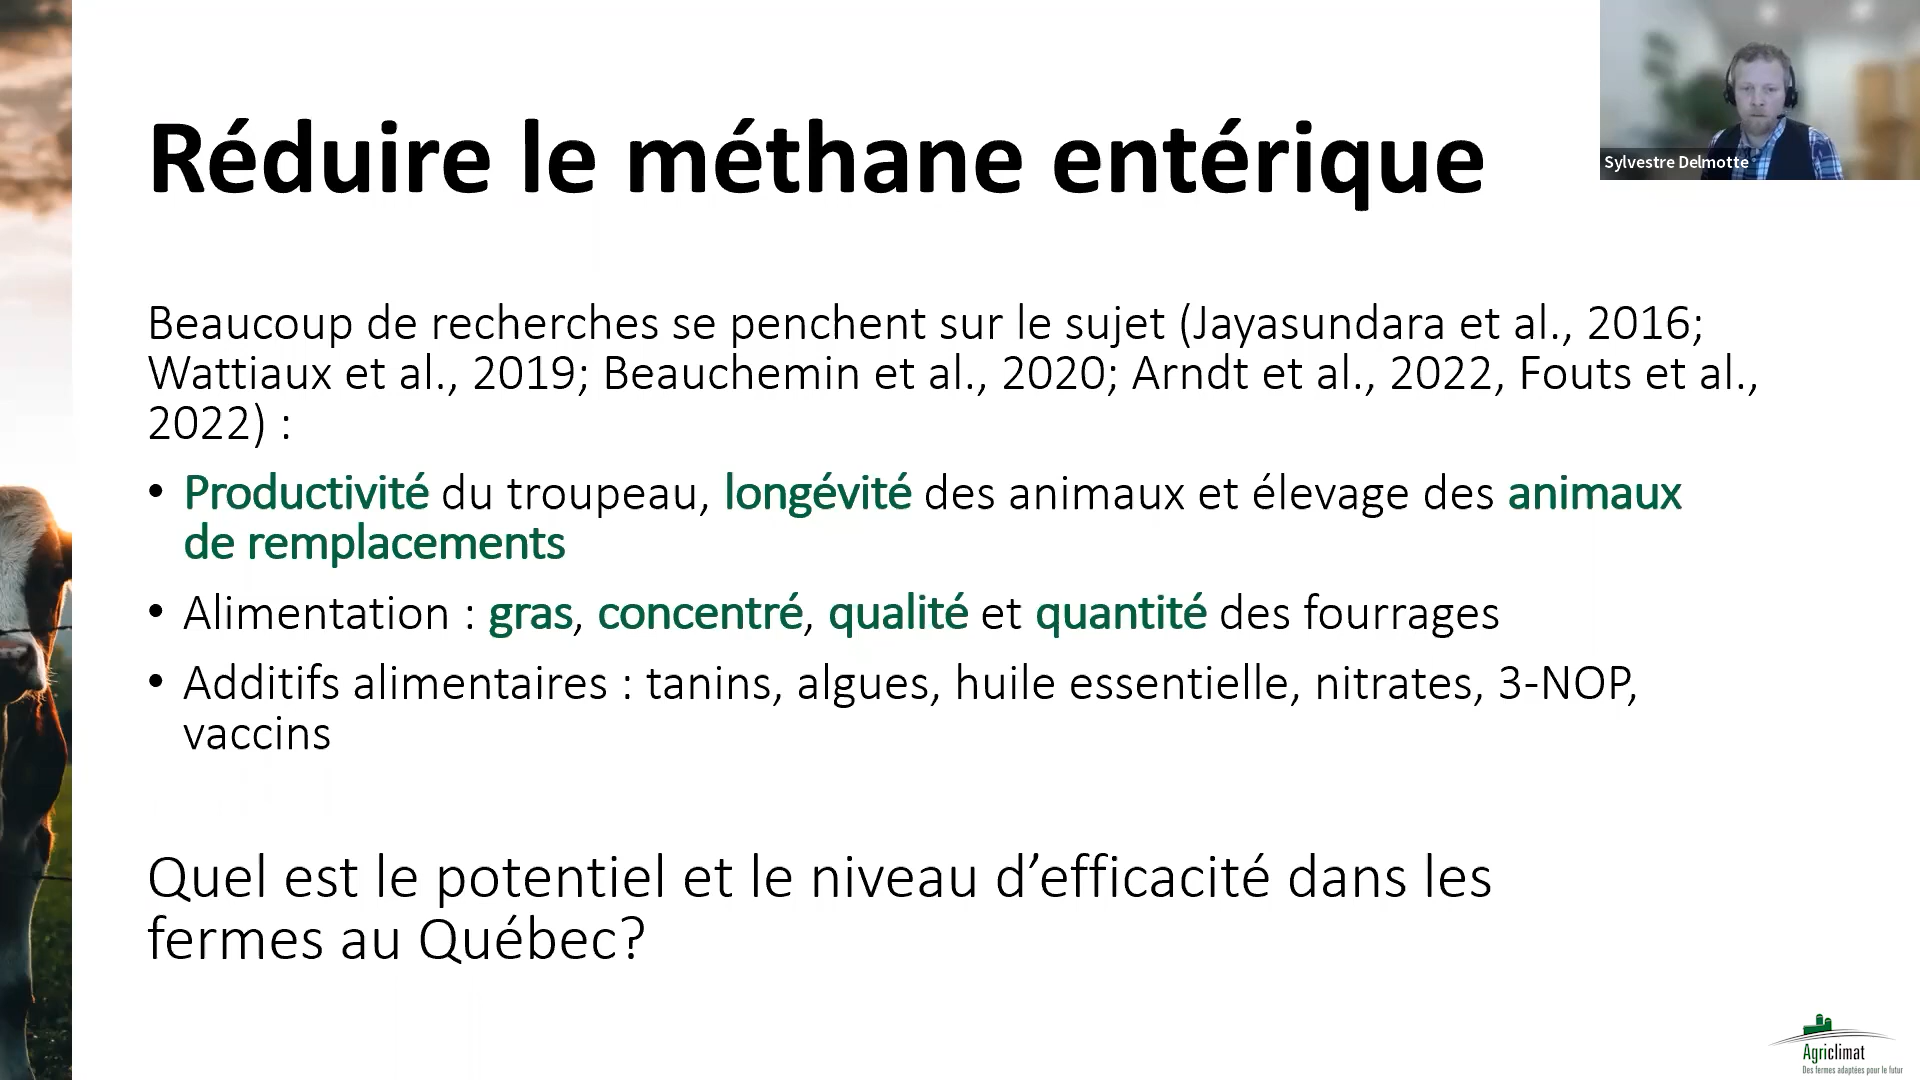 Réduire le méthane entérique
Sylvestre Delmotte
Beaucoup de recherches se penchent sur le sujet (Jayasundara et al., 2016;
Wattiaux et al., 2019; Beauchemin et al., 2020; Arndt et al., 2022, Fouts et al.,
2022) :
• Productivité du troupeau, longévité des animaux et élevage des animaux
de remplacements
• Alimentation : gras, concentré, qualité et quantité des fourrages
• Additifs alimentaires : tanins, algues, huile essentielle, nitrates, 3-NOP,
vaccins
Quel est le potentiel et le niveau d’efficacité dans les
fermes au Québec?
Agriclimat
Des fermes adaptées pour le futur